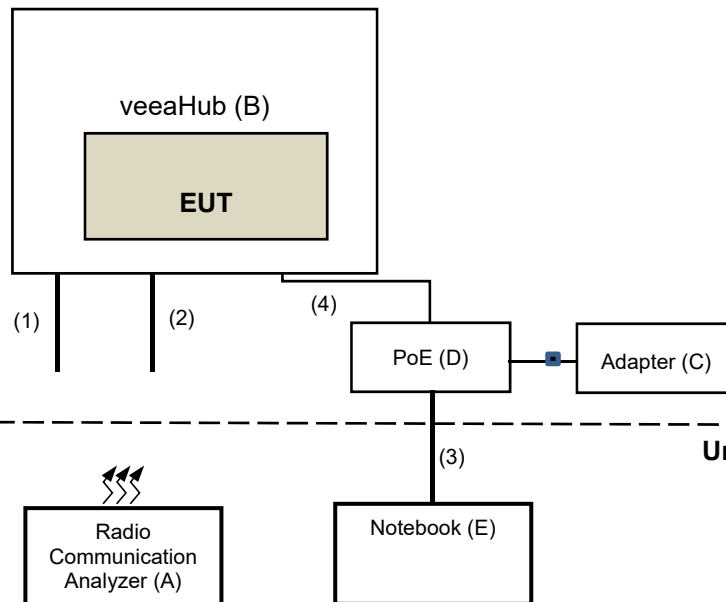 veeaHub (B)
EUT
(1)
(2)
(4)
PoE (D)
Adapter (C)
(3)
Radio
Communication
Analyzer (A)
Notebook (E)